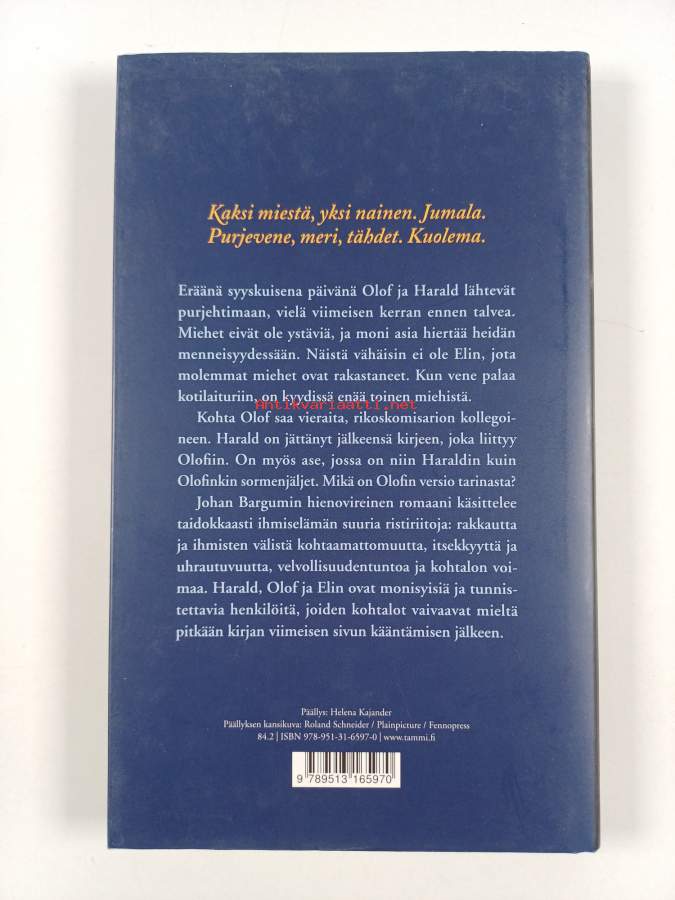 Kaksi miestä, yksi nainen. Jumala.
Purjevene, meri, tähdet. Kuolema.
Eräänä syyskuisena päivänä Olof ja Harald lähtevät
purjehtimaan, vielä viimeisen kerran ennen talvea.
Miehet eivät ole ystäviä, ja moni asia hiertää heidän
menneisyydessään. Näistä vähäisin ei ole Elin, jota
molemmat miehet ovat rakastaneet. Kun vene palaa
kotilaituriin, on kyydissä enää toinen miehistä.
Antikvariaatti.net
Kohta Olof saa vieraita, rikoskomisarion kollegoi-
neen. Harald on jättänyt jälkeensä kirjeen, joka liittyy
Olofiin. On myös ase, jossa on niin Haraldin kuin
Olofinkin sormenjäljet. Mikä on Olofin versio tarinasta?
Johan Bargumin hienovireinen romaani käsittelee
taidokkaasti ihmiselämän suuria ristiriitoja: rakkautta
ja ihmisten välistä kohtaamattomuutta, itsekkyyttä ja
uhrautuvuutta, velvollisuudentuntoa ja kohtalon voi-
maa. Harald, Olof ja Elin ovat monisyisiä ja tunnis-
tettavia henkilöitä, joiden kohtalot vaivaavat mieltä
pitkään kirjan viimeisen sivun kääntämisen jälkeen.
Päällys: Helena Kajander
Päällyksen kansikuva: Roland Schneider / Plainpicture / Fennopress
84.2 | ISBN 978-951-31-6597-0 | www.tammi.fi
9 789513 165970